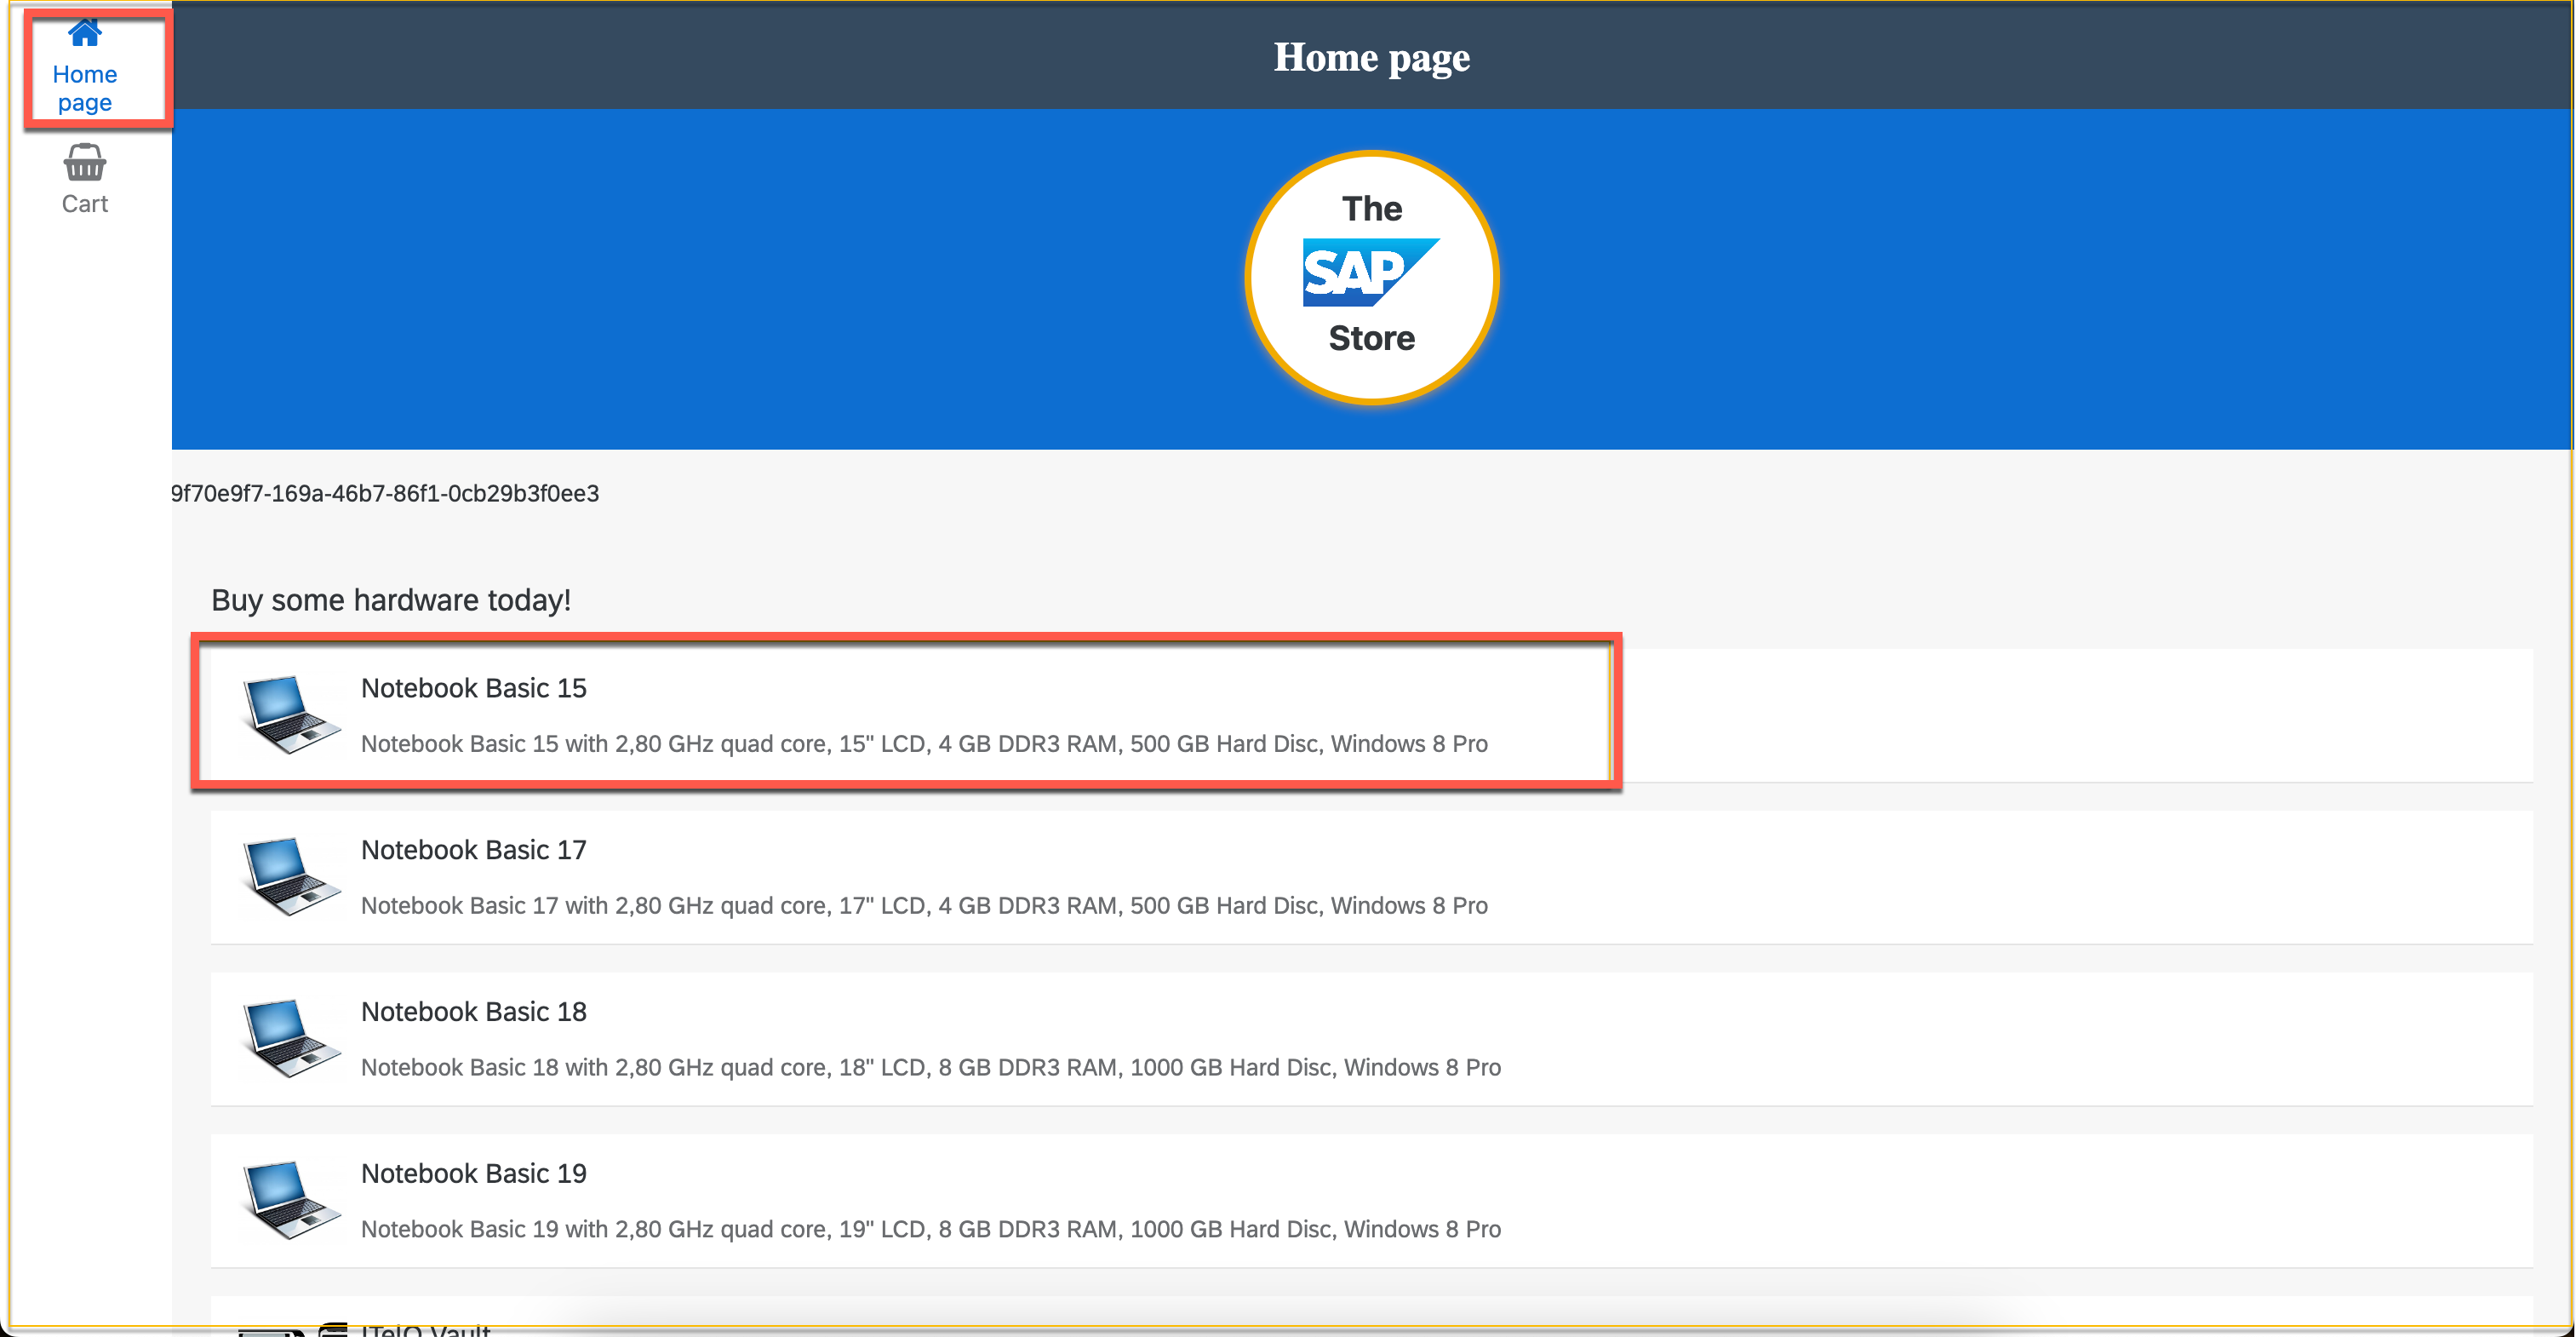 Home
page
Cart
Home page
The
SAP
Store
9f70e9f7-169a-46b7-86f1-0cb29b3f0ee3
Buy some hardware today!
Notebook Basic 15
Notebook Basic 15 with 2,80 GHz quad core, 15" LCD, 4 GB DDR3 RAM, 500 GB Hard Disc, Windows 8 Pro
Notebook Basic 17
Notebook Basic 17 with 2,80 GHz quad core, 17" LCD, 4 GB DDR3 RAM, 500 GB Hard Disc, Windows 8 Pro
Notebook Basic 18
Notebook Basic 18 with 2,80 GHz quad core, 18" LCD, 8 GB DDR3 RAM, 1000 GB Hard Disc, Windows 8 Pro
Notebook Basic 19
Notebook Basic 19 with 2,80 GHz quad core, 19" LCD, 8 GB DDR3 RAM, 1000 GB Hard Disc, Windows 8 Pro
ITelO Vault